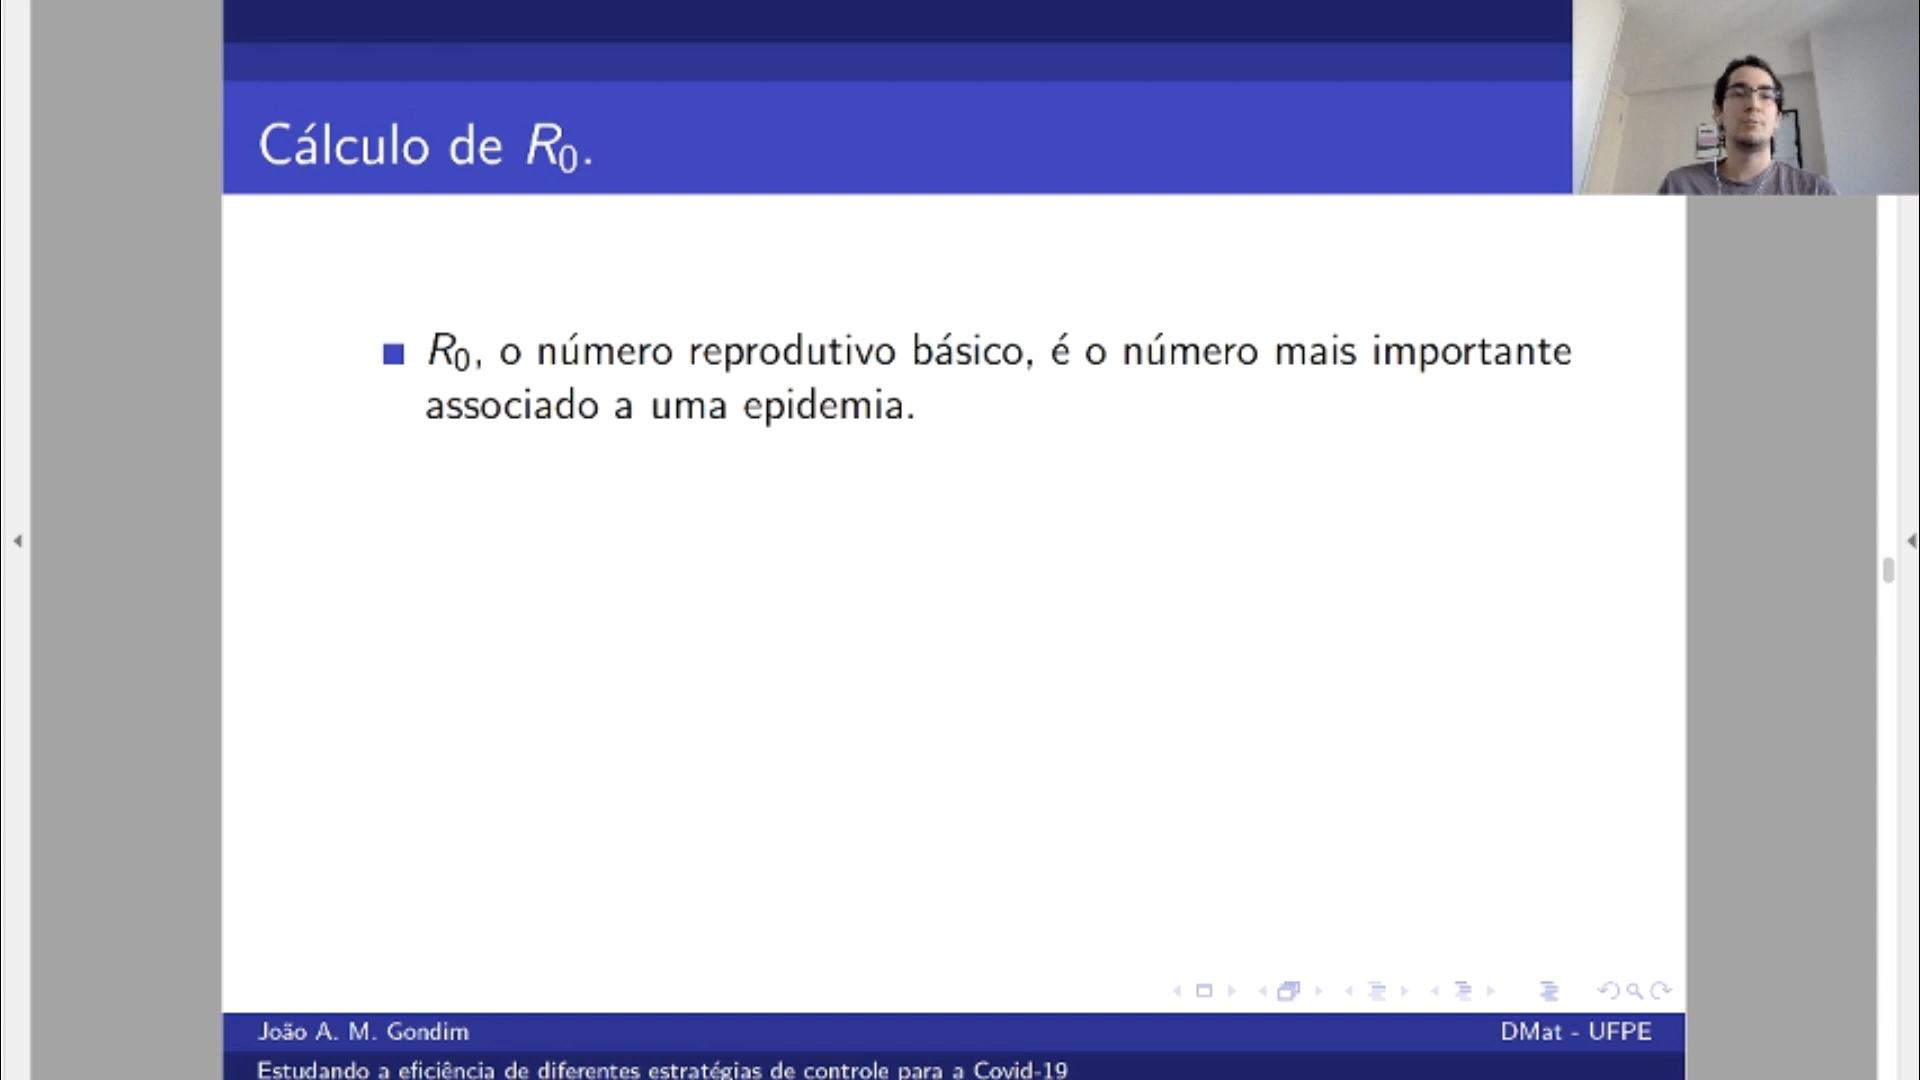 Cálculo de R₀.
R₀, o número reprodutivo básico, é o número mais importante
associado a uma epidemia.
João A. M. Gondim
DMat - UFPE
Estudando a eficiência de diferentes estratégias de controle para a Covid-19